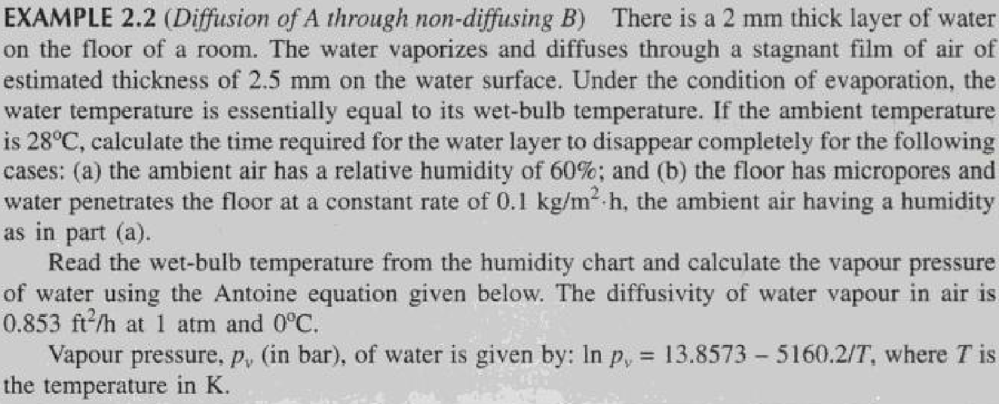 EXAMPLE 2.2 (Diffusion of A through non-diffusing B) There is a 2 mm thick layer of water
on the floor of a room. The water vaporizes and diffuses through a stagnant film of air of
estimated thickness of 2.5 mm on the water surface. Under the condition of evaporation, the
water temperature is essentially equal to its wet-bulb temperature. If the ambient temperature
is 28°C, calculate the time required for the water layer to disappear completely for the following
cases: (a) the ambient air has a relative humidity of 60%; and (b) the floor has micropores and
water penetrates the floor at a constant rate of 0.1 kg/m²·h, the ambient air having a humidity
as in part (a).
Read the wet-bulb temperature from the humidity chart and calculate the vapour pressure
of water using the Antoine equation given below. The diffusivity of water vapour in air is
0.853 ft²/h at 1 atm and 0°C.
Vapour pressure, pᵥ (in bar), of water is given by: ln pᵥ = 13.8573 – 5160.2/T, where T is
the temperature in K.